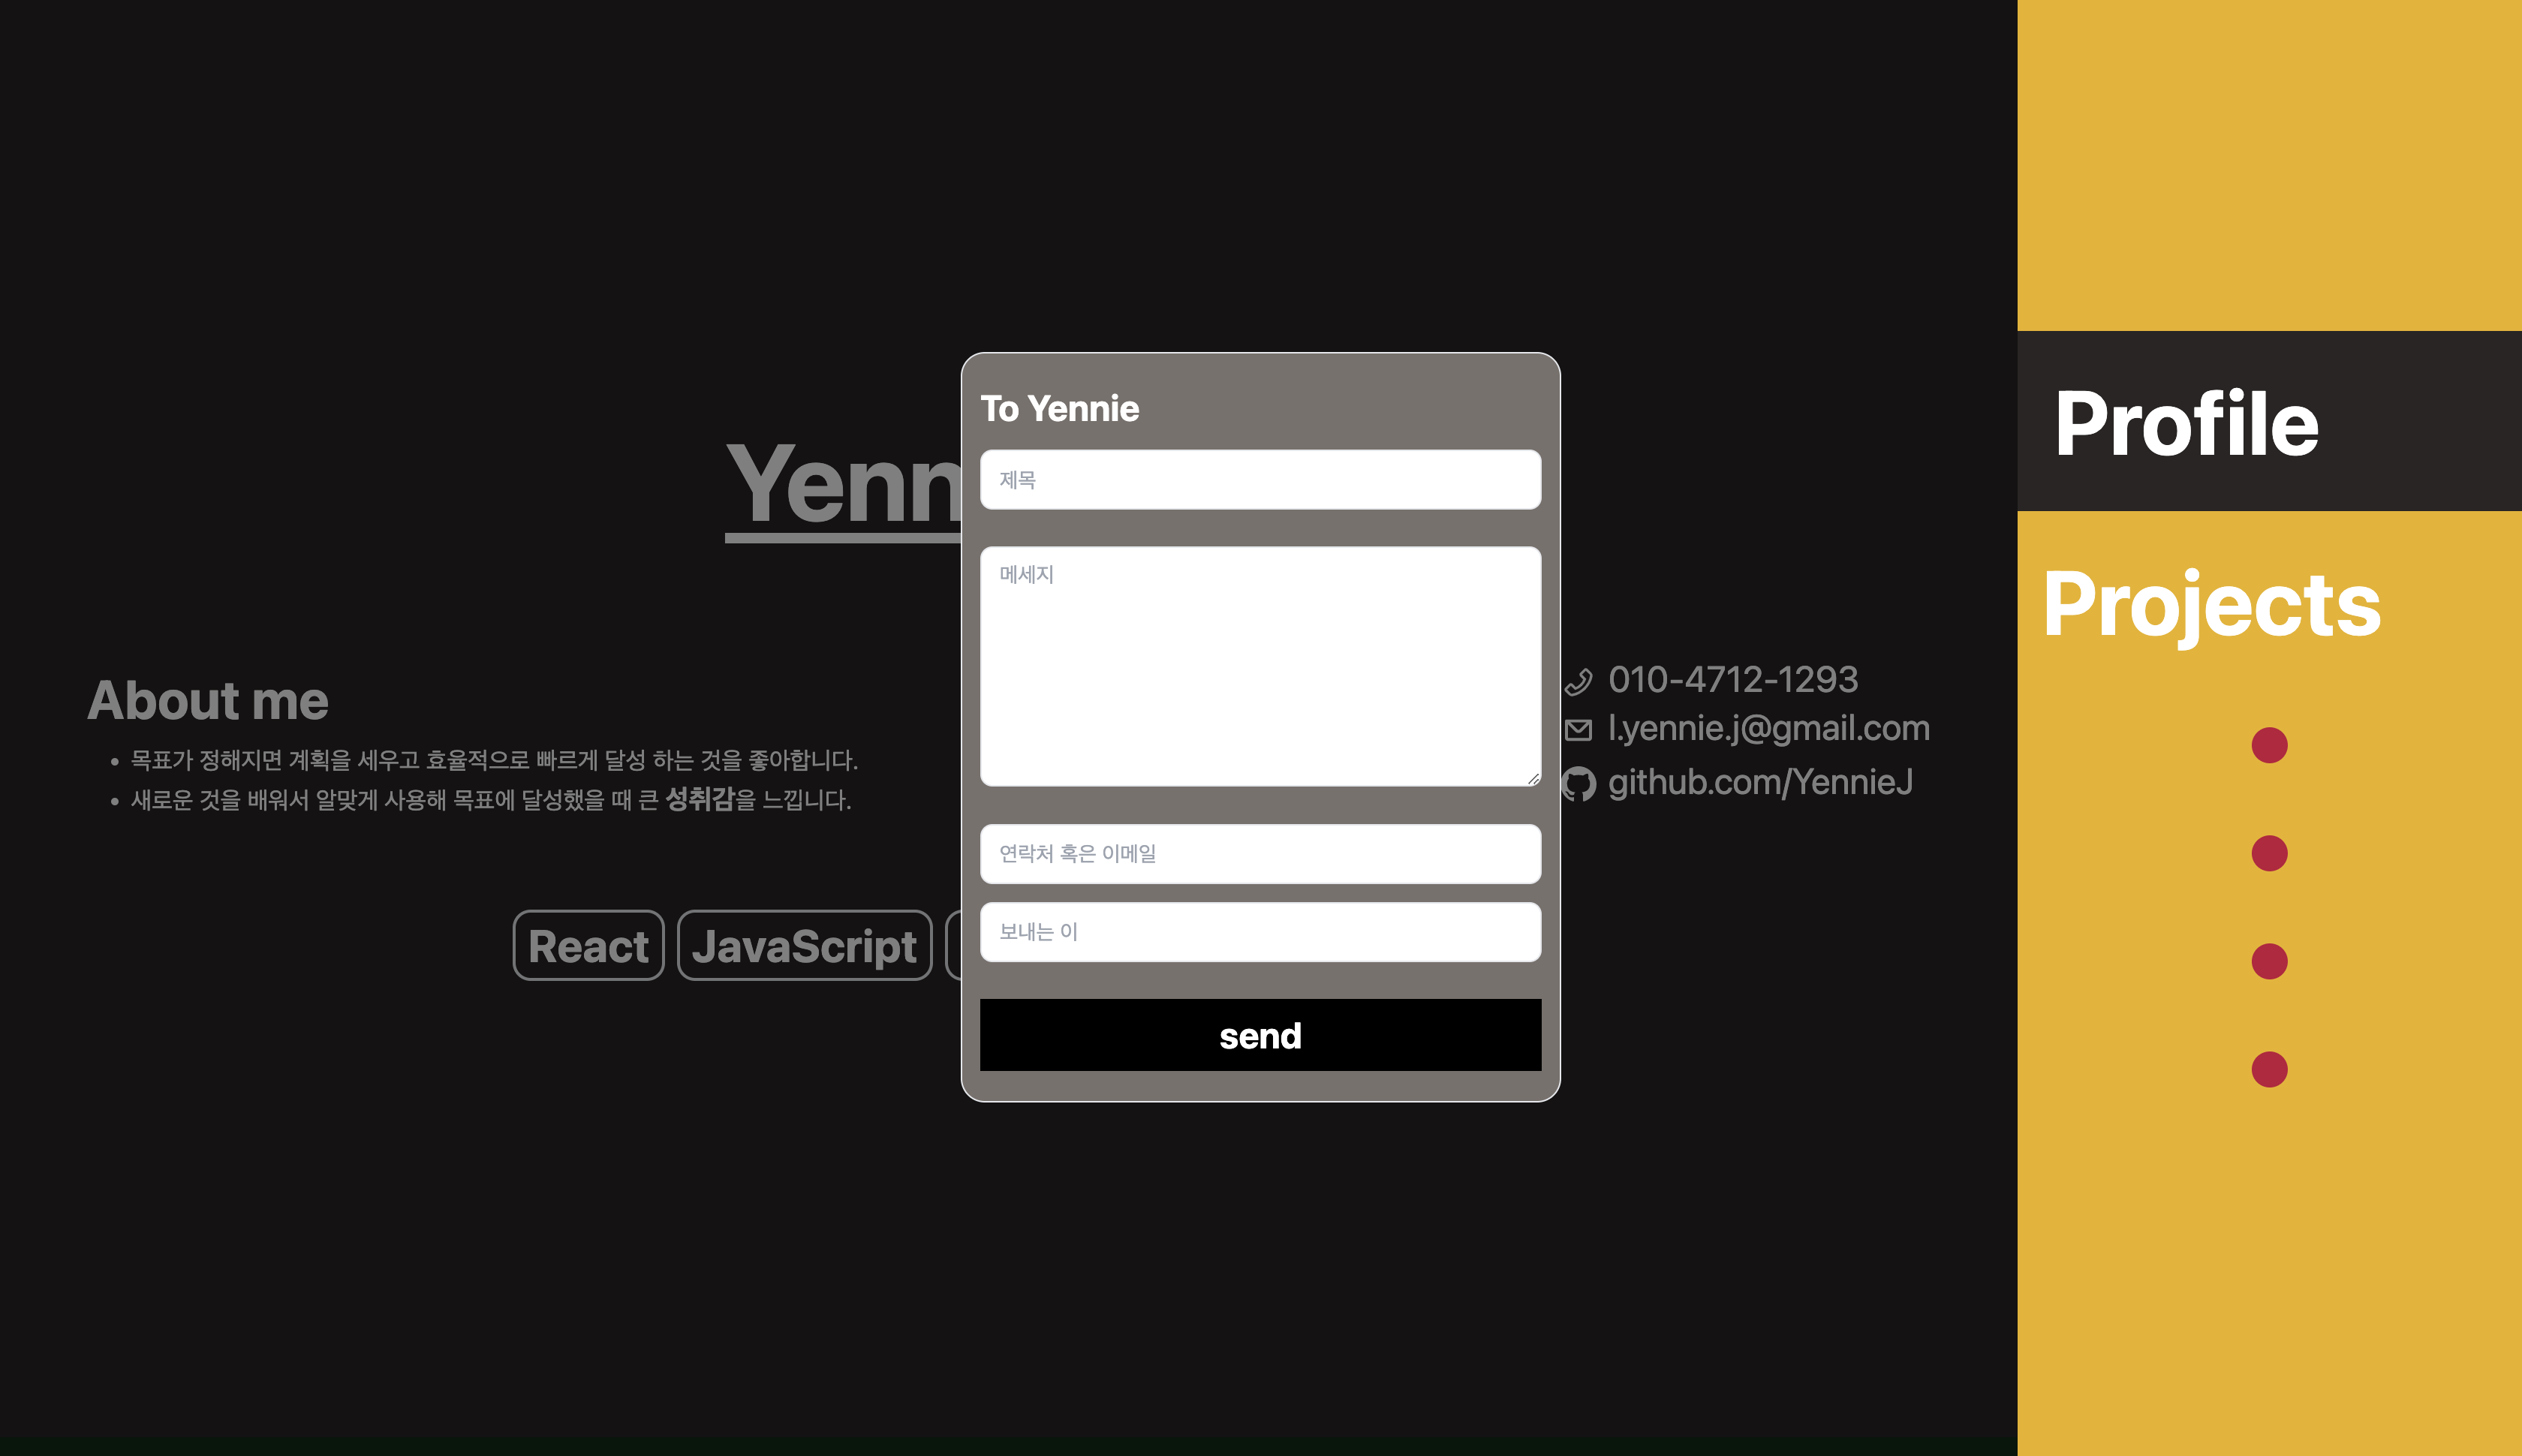 Yenn
About me
목표가 정해지면 계획을 세우고 효율적으로 빠르게 달성 하는 것을 좋아합니다.
새로운 것을 배워서 알맞게 사용해 목표에 달성했을 때 큰 성취감을 느낍니다.
React
JavaScript
To Yennie
제목
메세지
연락처 혹은 이메일
보내는 이
send
010-4712-1293
l.yennie.j@gmail.com
github.com/YennieJ
Profile
Projects